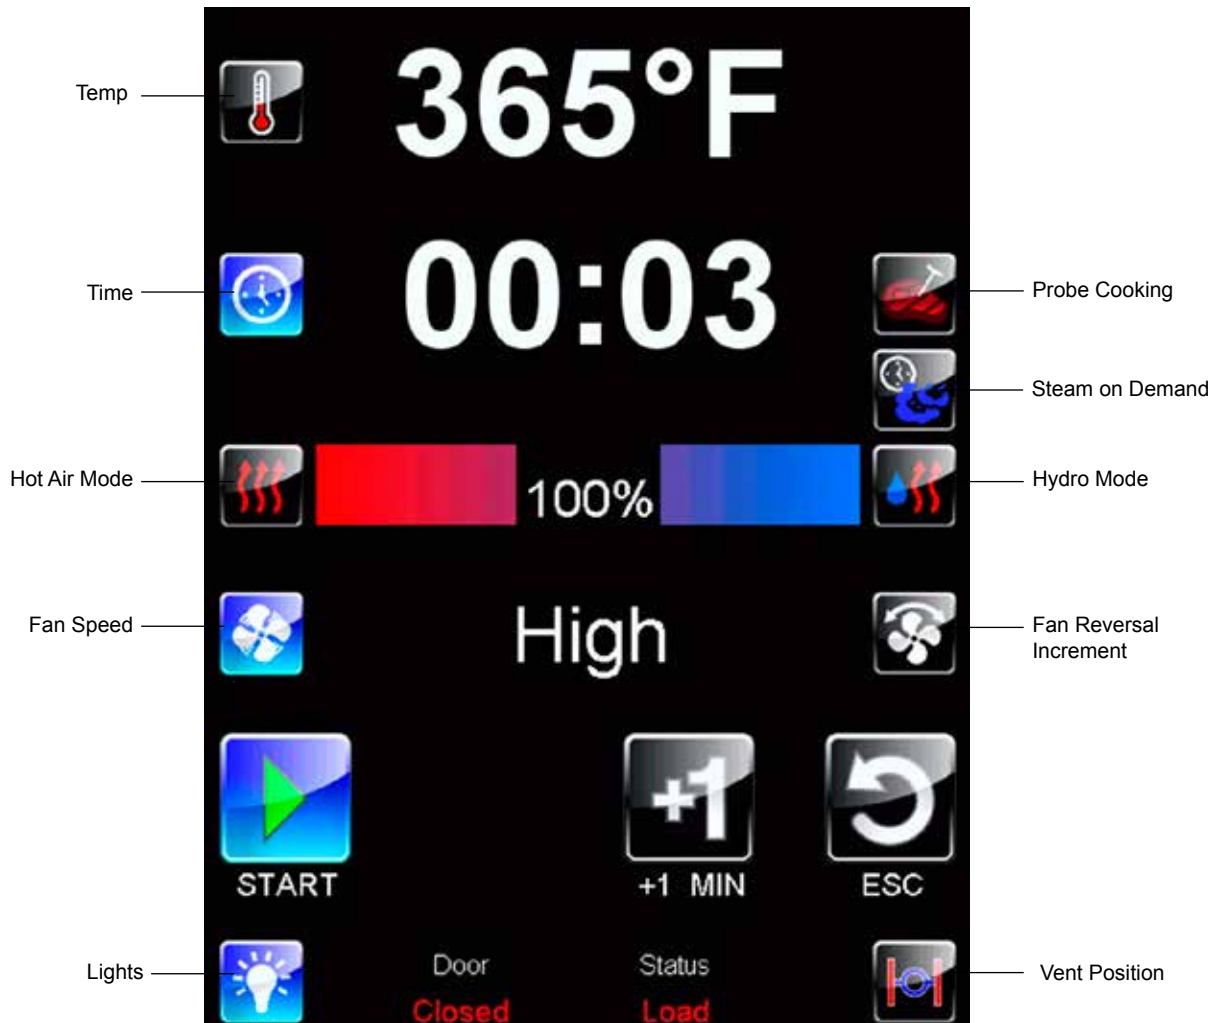 365°F
Temp
00:03
Time
Probe Cooking
Steam on Demand
Hot Air Mode
100%
Hydro Mode
Fan Speed
High
Fan Reversal
Increment
+1
START
+1 MIN
ESC
Lights
Door
Status
Vent Position
Closed
Load